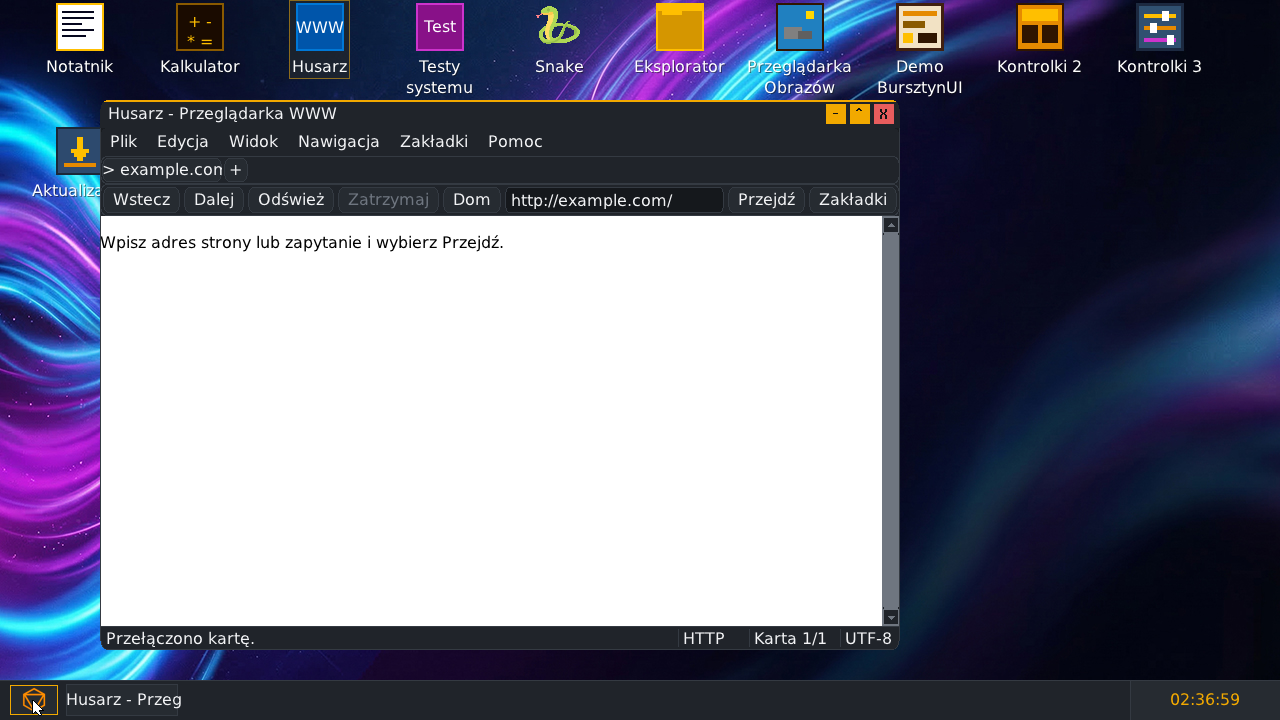 + -
* =
WWW
Test
Notatnik
Kalkulator
Husarz
Testy systemu
Snake
Eksplorator
Przeglądarka Obrazów
Demo BursztynUI
Kontrolki 2
Kontrolki 3
Husarz - Przeglądarka WWW
- ^ X
Plik Edycja Widok Nawigacja Zakładki Pomoc
> example.con +
Aktualiza
Wstecz Dalej Odśwież Zatrzymaj Dom http://example.com/ Przejdź Zakładki
Wpisz adres strony lub zapytanie i wybierz Przejdź.
Przełączono kartę. HTTP Karta 1/1 UTF-8
Husarz - Przeg 02:36:59